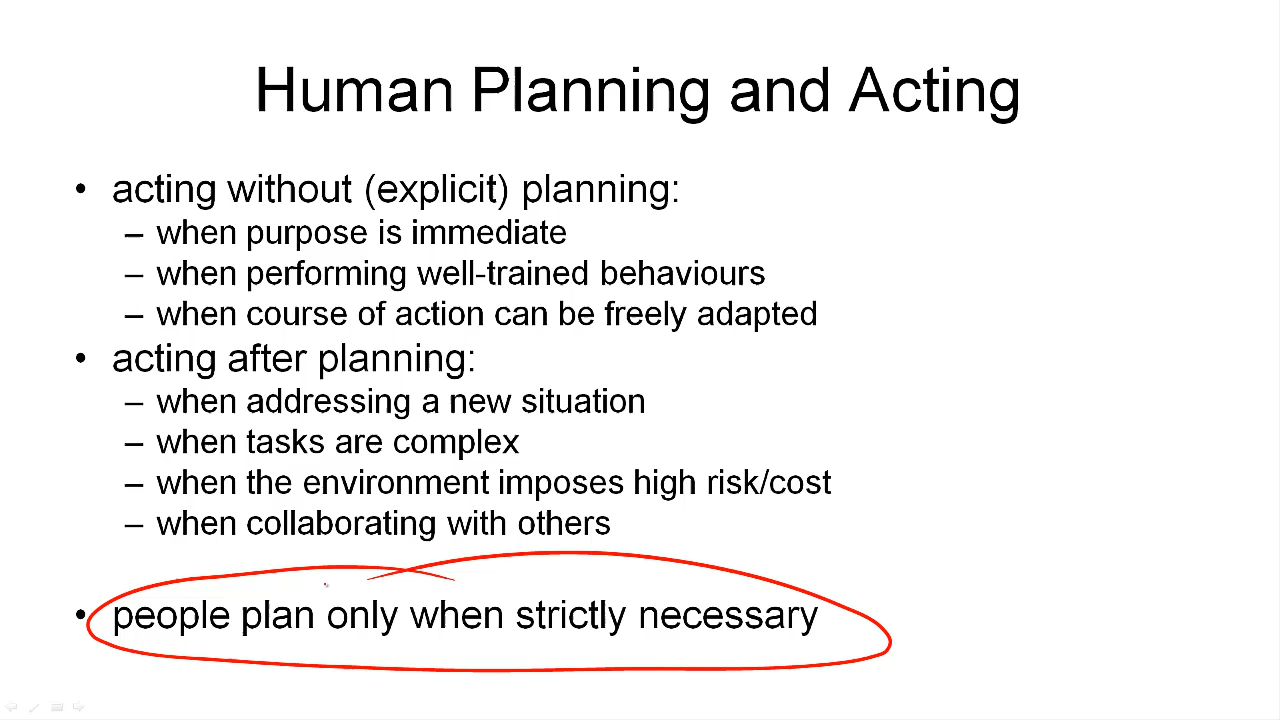 Human Planning and Acting
• acting without (explicit) planning:
– when purpose is immediate
– when performing well-trained behaviours
– when course of action can be freely adapted
• acting after planning:
– when addressing a new situation
– when tasks are complex
– when the environment imposes high risk/cost
– when collaborating with others
• people plan only when strictly necessary